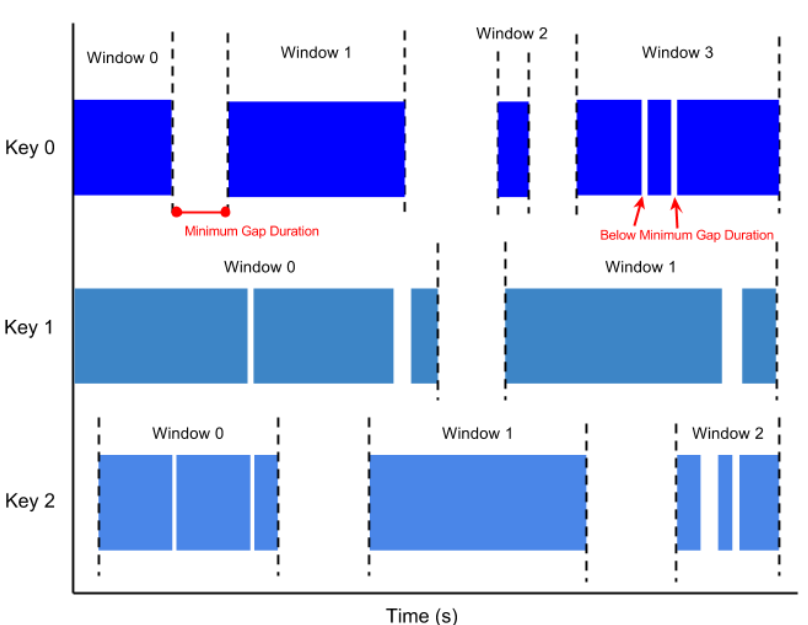 Window 0
Window 1
Window 2
Window 3
Key 0
Minimum Gap Duration
Below Minimum Gap Duration
Window 0
Window 1
Key 1
Window 0
Window 1
Window 2
Key 2
Time (s)